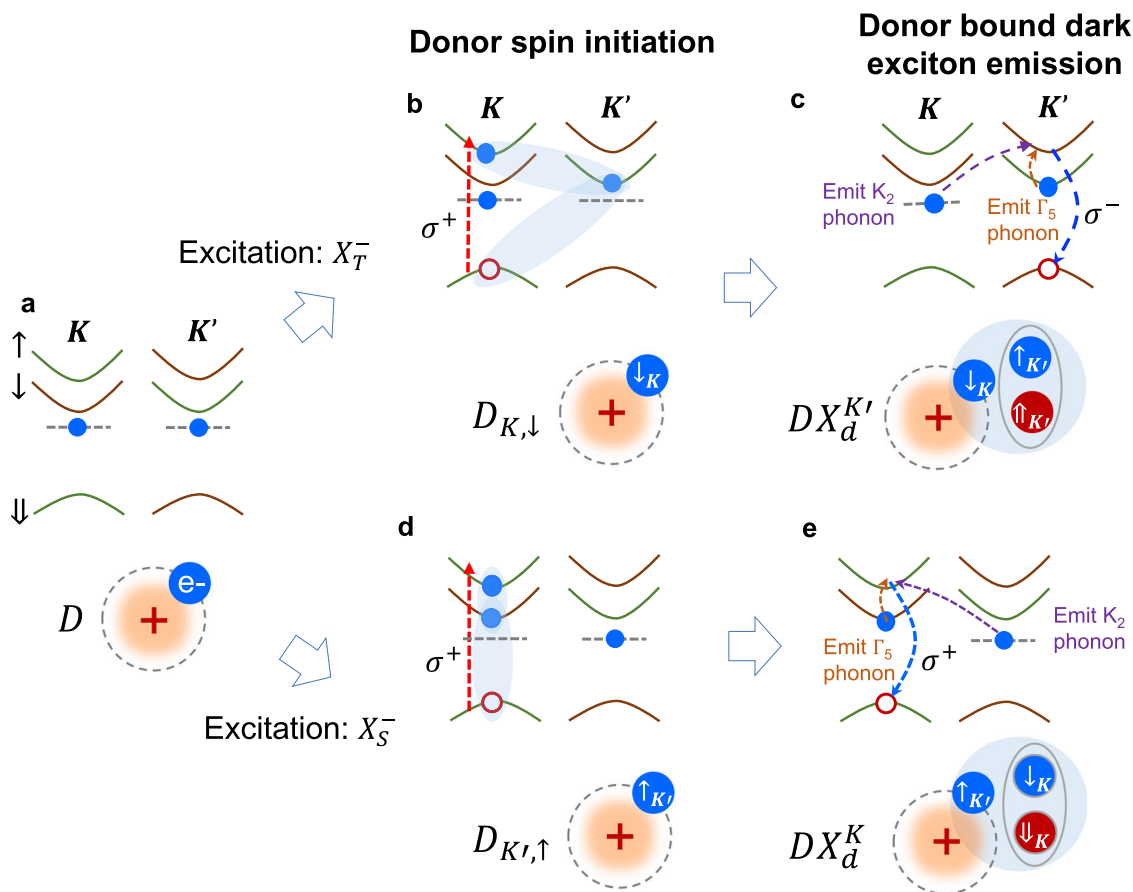 Donor spin initiation
Donor bound dark
exciton emission
b
K
K'
σ⁺
c
K
K'
Emit K₂
phonon
Emit Γ₅
phonon
σ⁻
Excitation: X_T⁻
a
K
K'
↑
↓
⇓
D
e-
+
D_{K,↓}
↓_K
+
DX_d^{K'}
↓_K
↑_{K'}
⇑_{K'}
+
Excitation: X_S⁻
d
σ⁺
e
Emit Γ₅
phonon
σ⁺
Emit K₂
phonon
D_{K',↑}
↑_{K'}
+
DX_d^K
↑_{K'}
↓_K
⇓_K
+